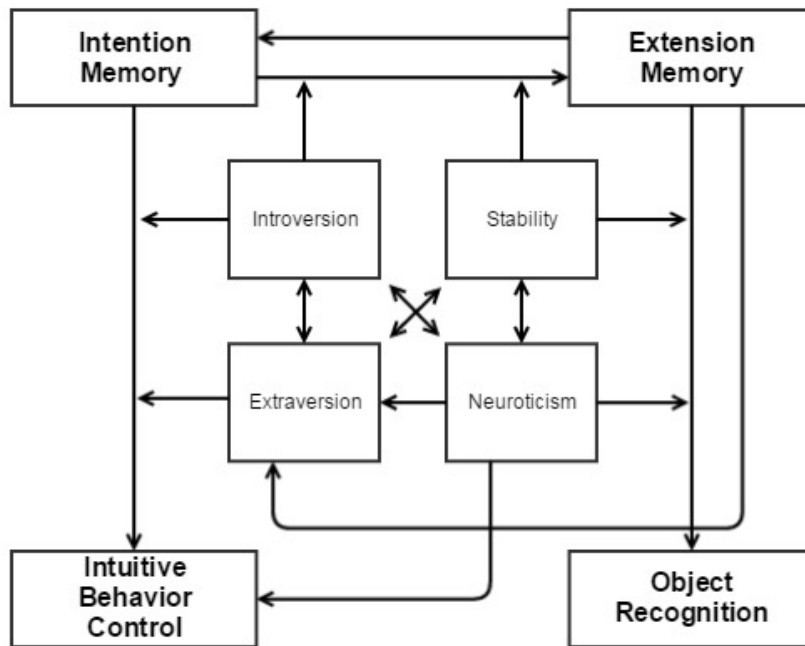 Intention
Memory
Extension
Memory
Introversion
Stability
Extraversion
Neuroticism
Intuitive
Behavior
Control
Object
Recognition